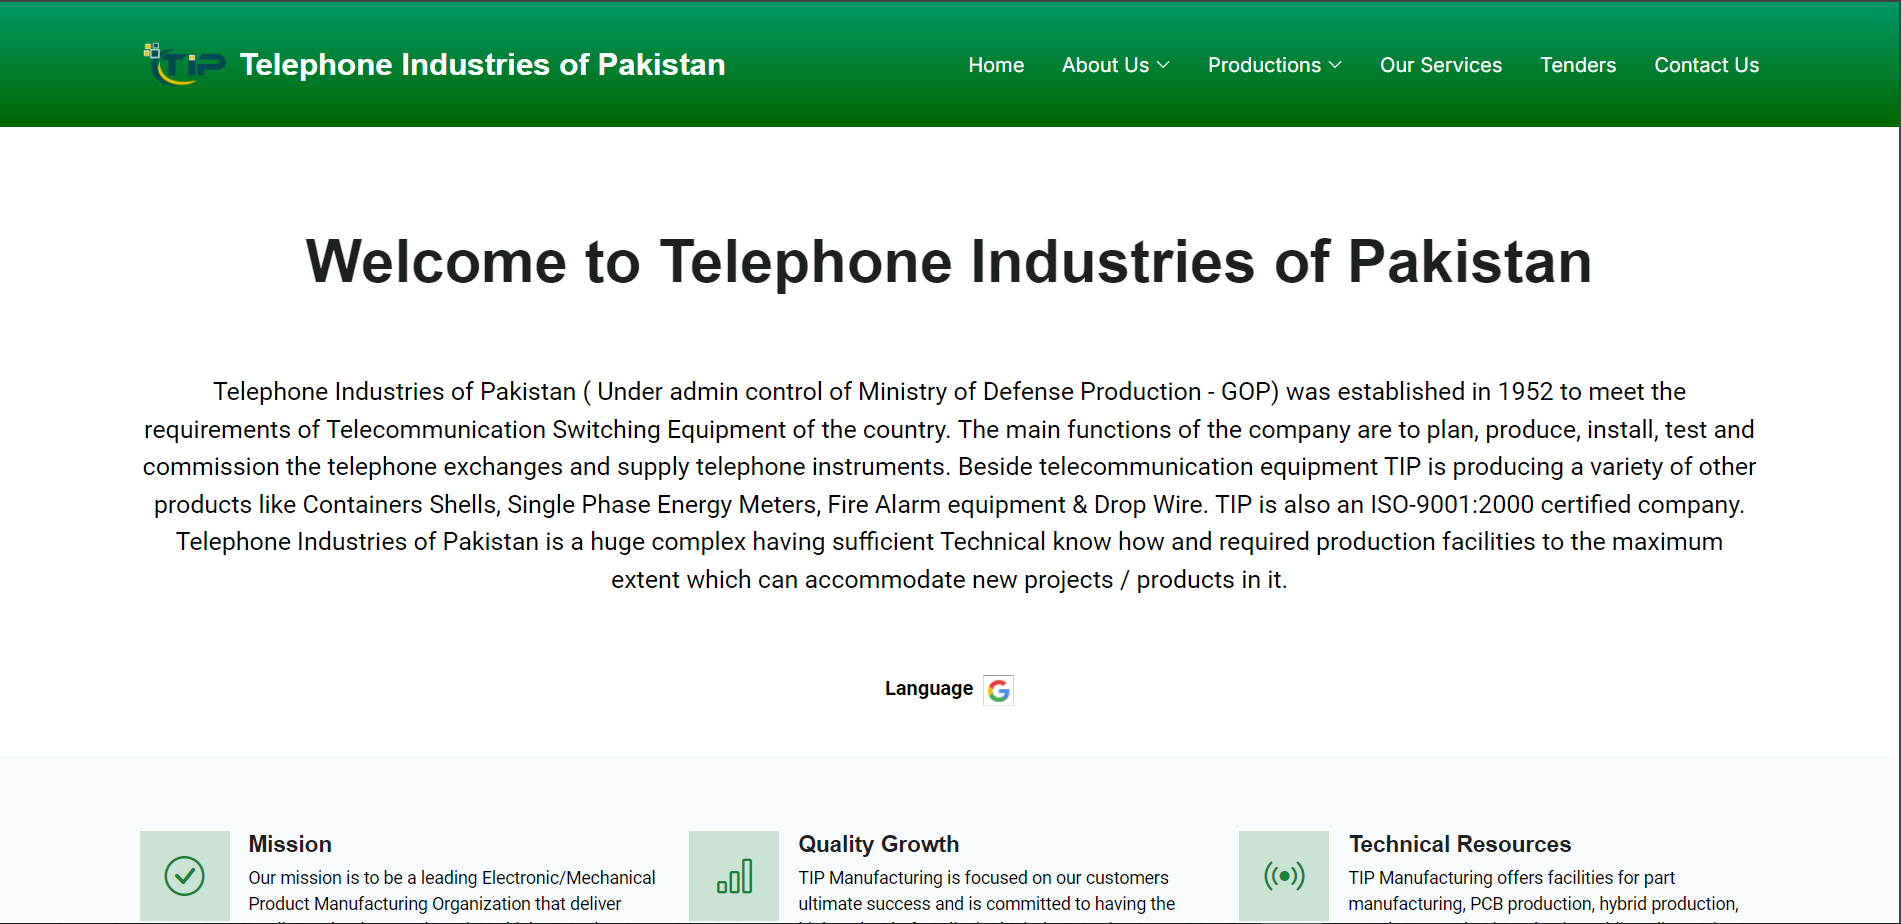 TIP Telephone Industries of Pakistan
Home About Us Productions Our Services Tenders Contact Us
Welcome to Telephone Industries of Pakistan
Telephone Industries of Pakistan ( Under admin control of Ministry of Defense Production - GOP) was established in 1952 to meet the
requirements of Telecommunication Switching Equipment of the country. The main functions of the company are to plan, produce, install, test and
commission the telephone exchanges and supply telephone instruments. Beside telecommunication equipment TIP is producing a variety of other
products like Containers Shells, Single Phase Energy Meters, Fire Alarm equipment & Drop Wire. TIP is also an ISO-9001:2000 certified company.
Telephone Industries of Pakistan is a huge complex having sufficient Technical know how and required production facilities to the maximum
extent which can accommodate new projects / products in it.
Language G
Mission
Our mission is to be a leading Electronic/Mechanical
Product Manufacturing Organization that deliver
Quality Growth
TIP Manufacturing is focused on our customers
ultimate success and is committed to having the
Technical Resources
TIP Manufacturing offers facilities for part
manufacturing, PCB production, hybrid production,